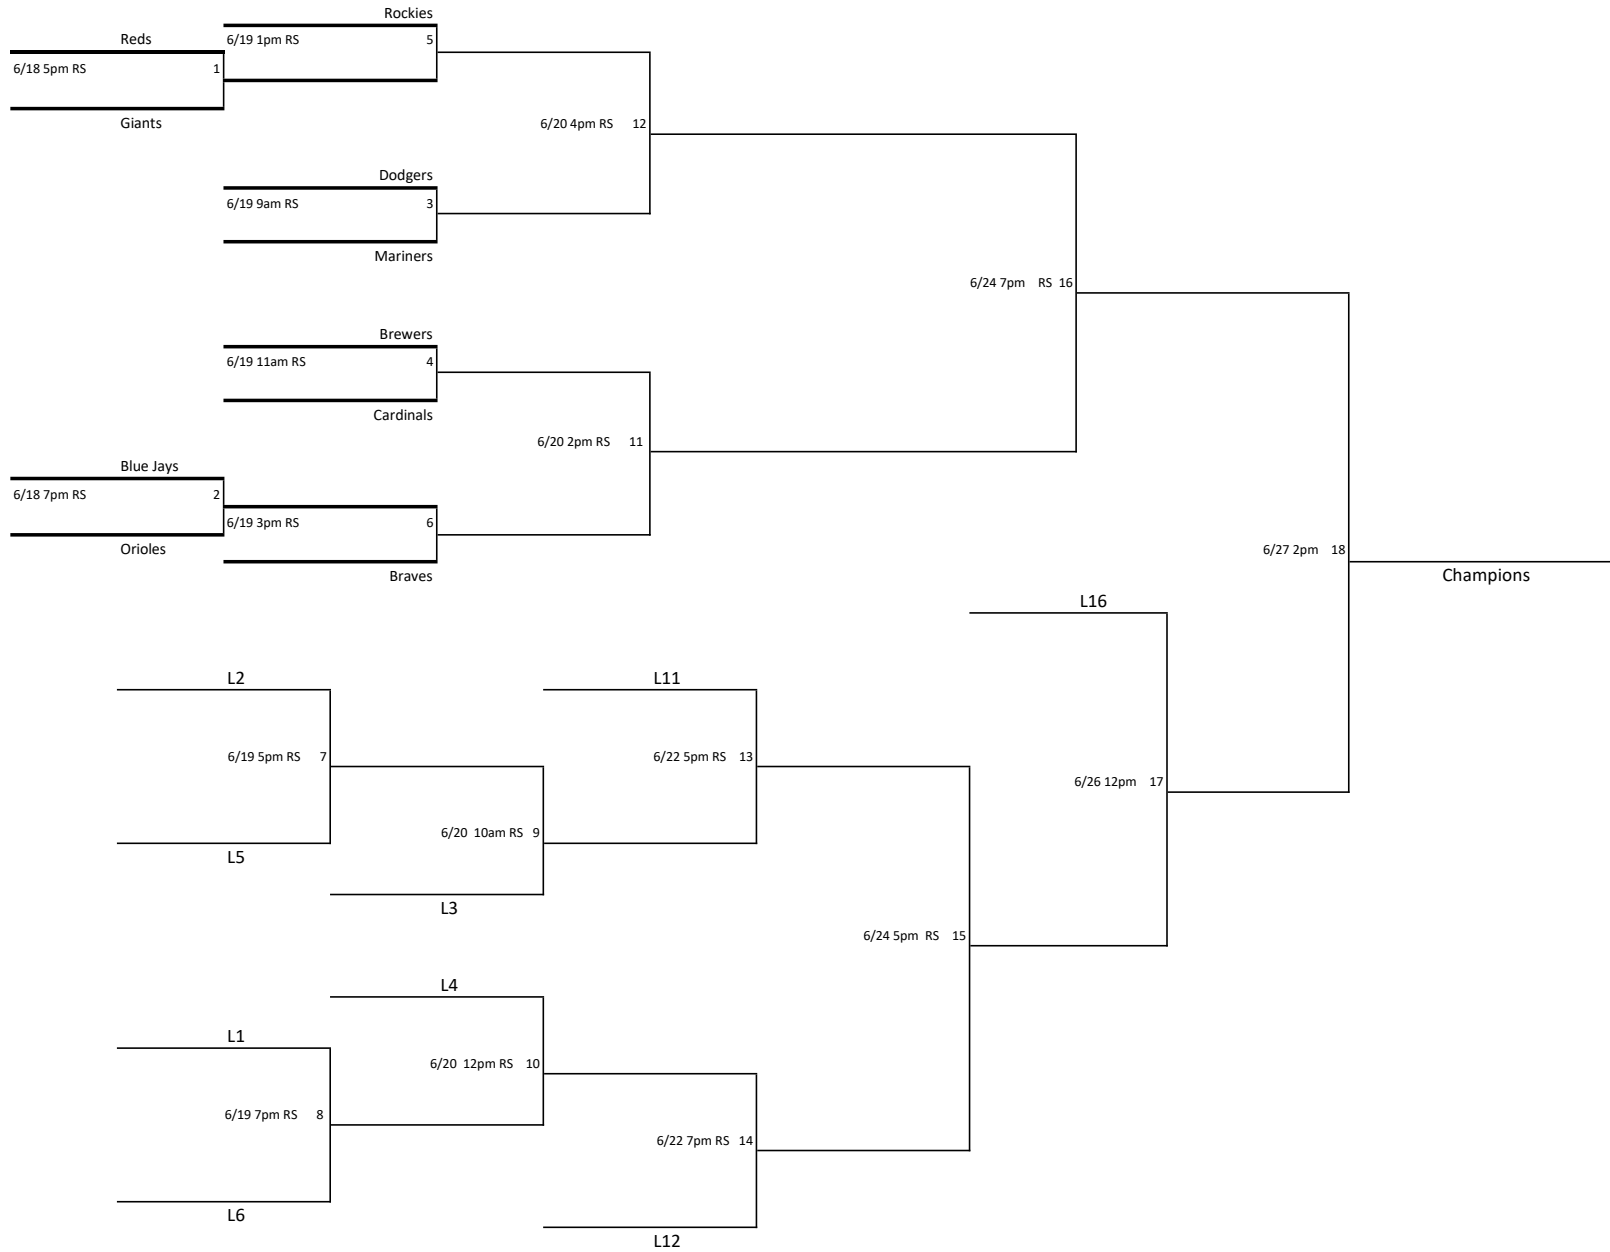 Rockies
Reds
6/19 1pm RS 5
6/18 5pm RS 1
Giants
6/20 4pm RS 12
Dodgers
6/19 9am RS 3
Mariners
6/24 7pm RS 16
Brewers
6/19 11am RS 4
Cardinals
6/20 2pm RS 11
Blue Jays
6/18 7pm RS 2
6/19 3pm RS 6
Orioles
Braves
6/27 2pm 18
Champions
L16
L2
L11
6/19 5pm RS 7
6/22 5pm RS 13
6/26 12pm 17
6/20 10am RS 9
L5
L3
6/24 5pm RS 15
L4
L1
6/20 12pm RS 10
6/19 7pm RS 8
6/22 7pm RS 14
L6
L12